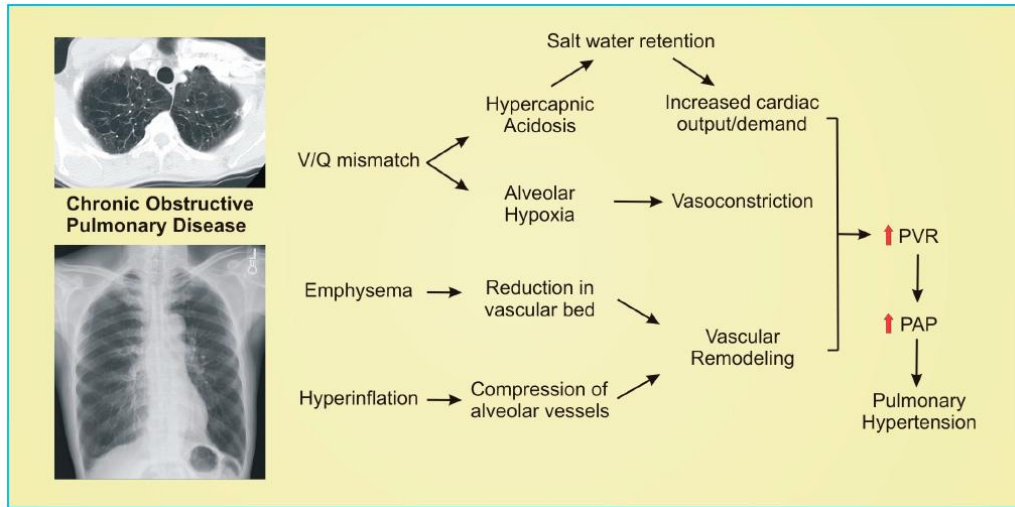 Salt water retention
Hypercapnic
Acidosis
Increased cardiac
output/demand
V/Q mismatch
Chronic Obstructive
Pulmonary Disease
Alveolar
Hypoxia
Vasoconstriction
PVR
Emphysema
Reduction in
vascular bed
PAP
Vascular
Remodeling
Hyperinflation
Compression of
alveolar vessels
Pulmonary
Hypertension